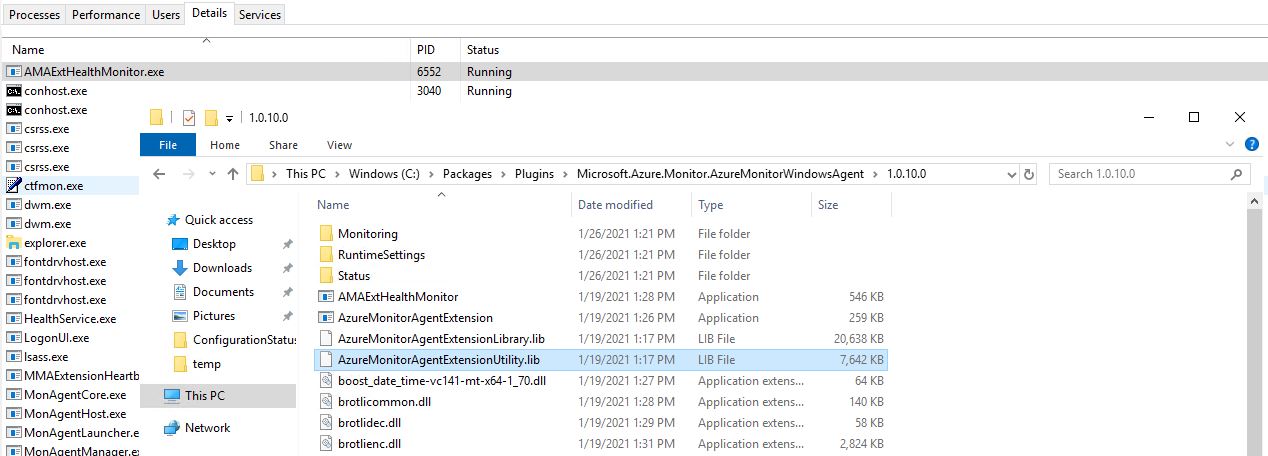 Processes Performance Users Details Services
Name PID Status
AMAExtHealthMonitor.exe 6552 Running
conhost.exe 3040 Running
conhost.exe
csrss.exe
csrss.exe
csrss.exe
ctfmon.exe
dwm.exe
dwm.exe
explorer.exe
fontdrvhost.exe
fontdrvhost.exe
fontdrvhost.exe
HealthService.exe
LogonUI.exe
lsass.exe
MMAExtensionHeartb
MonAgentCore.exe
MonAgentHost.exe
MonAgentLauncher.e
MonAgentManager.ex
1.0.10.0
File Home Share View
This PC Windows (C:) Packages Plugins Microsoft.Azure.Monitor.AzureMonitorWindowsAgent 1.0.10.0 Search 1.0.10.0
Quick access
Desktop
Downloads
Documents
Pictures
ConfigurationStatus
temp
This PC
Network
Name Date modified Type Size
Monitoring 1/26/2021 1:21 PM File folder
RuntimeSettings 1/26/2021 1:21 PM File folder
Status 1/26/2021 1:21 PM File folder
AMAExtHealthMonitor 1/19/2021 1:28 PM Application 546 KB
AzureMonitorAgentExtension 1/19/2021 1:26 PM Application 259 KB
AzureMonitorAgentExtensionLibrary.lib 1/19/2021 1:17 PM LIB File 20,638 KB
AzureMonitorAgentExtensionUtility.lib 1/19/2021 1:17 PM LIB File 7,642 KB
boost_date_time-vc141-mt-x64-1_70.dll 1/19/2021 1:27 PM Application extens... 64 KB
brotlicommon.dll 1/19/2021 1:28 PM Application extens... 140 KB
brotlidec.dll 1/19/2021 1:29 PM Application extens... 58 KB
brotlienc.dll 1/19/2021 1:31 PM Application extens... 2,824 KB